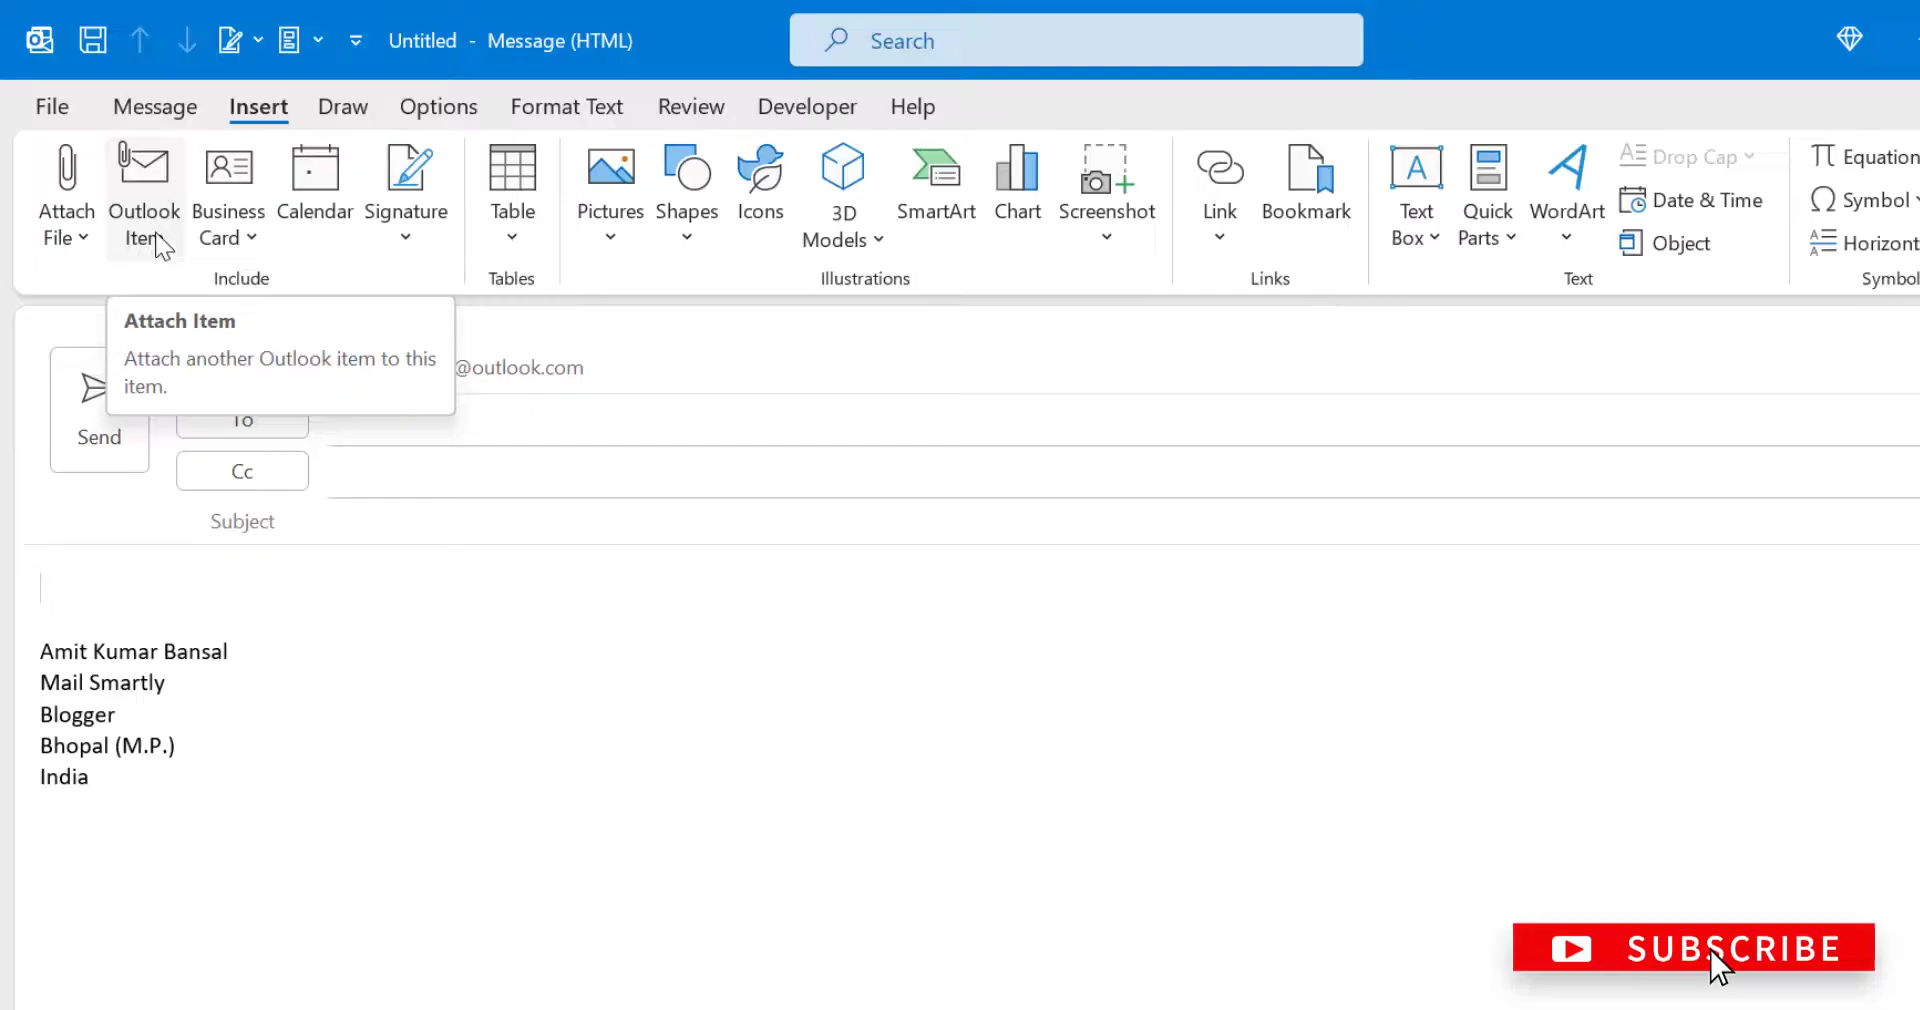 Untitled - Message (HTML)
Search
File Message Insert Draw Options Format Text Review Developer Help
Attach File
Outlook
Business Card
Calendar
Signature
Include
Table
Tables
Pictures
Shapes
Icons
3D Models
SmartArt
Chart
Screenshot
Illustrations
Link
Bookmark
Links
Text Box
Quick Parts
WordArt
Drop Cap
Date & Time
Object
Text
Equation
Symbol
Attach Item
Attach another Outlook item to this
item.
@outlook.com
To
Send
Cc
Subject
Amit Kumar Bansal
Mail Smartly
Blogger
Bhopal (M.P.)
India
SUBSCRIBE